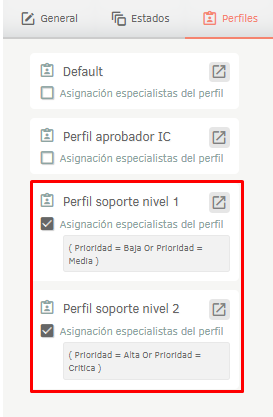 General Estados Perfiles
Default
Asignación especialistas del perfil
Perfil aprobador IC
Asignación especialistas del perfil
Perfil soporte nivel 1
Asignación especialistas del perfil
( Prioridad = Baja Or Prioridad =
Media )
Perfil soporte nivel 2
Asignación especialistas del perfil
( Prioridad = Alta Or Prioridad =
Critica )